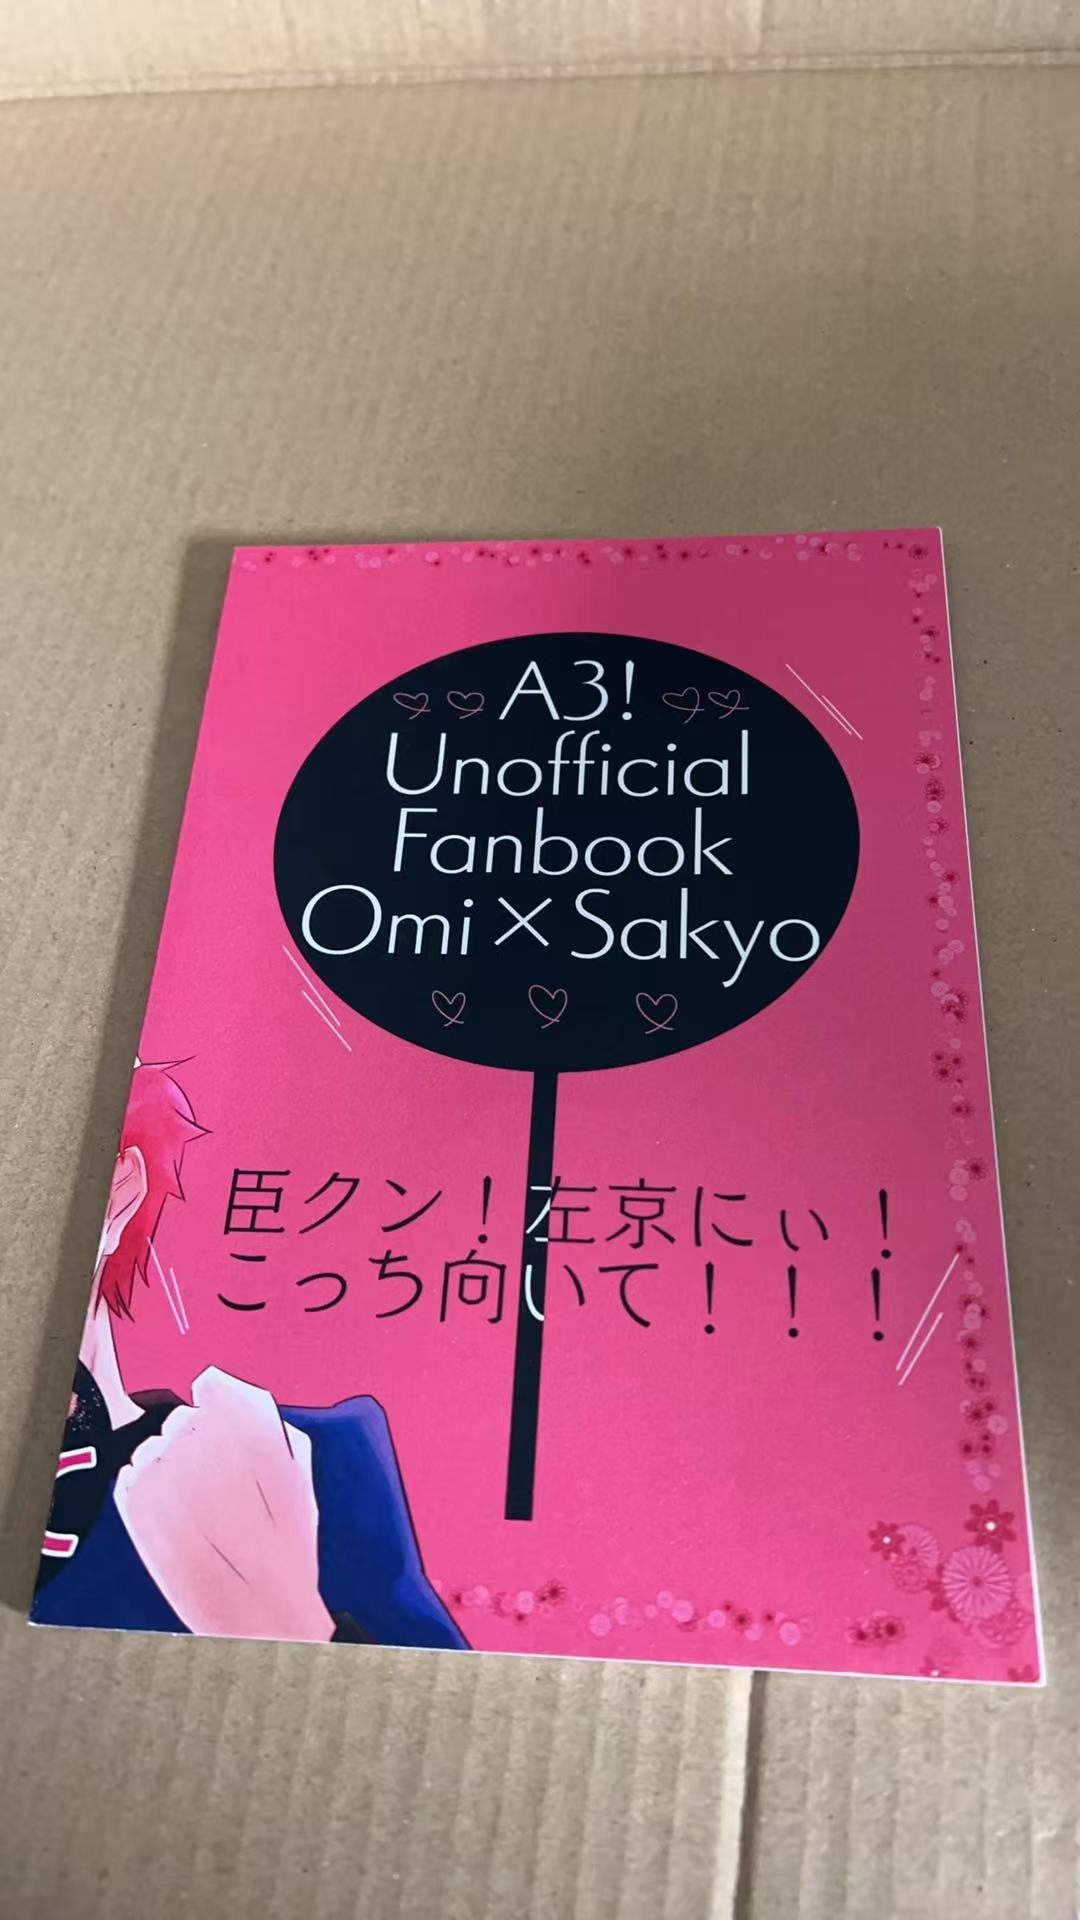 A3!
Unofficial
Fanbook
Omi×Sakyo
臣クン！左京にぃ！
こっち向いて！！！